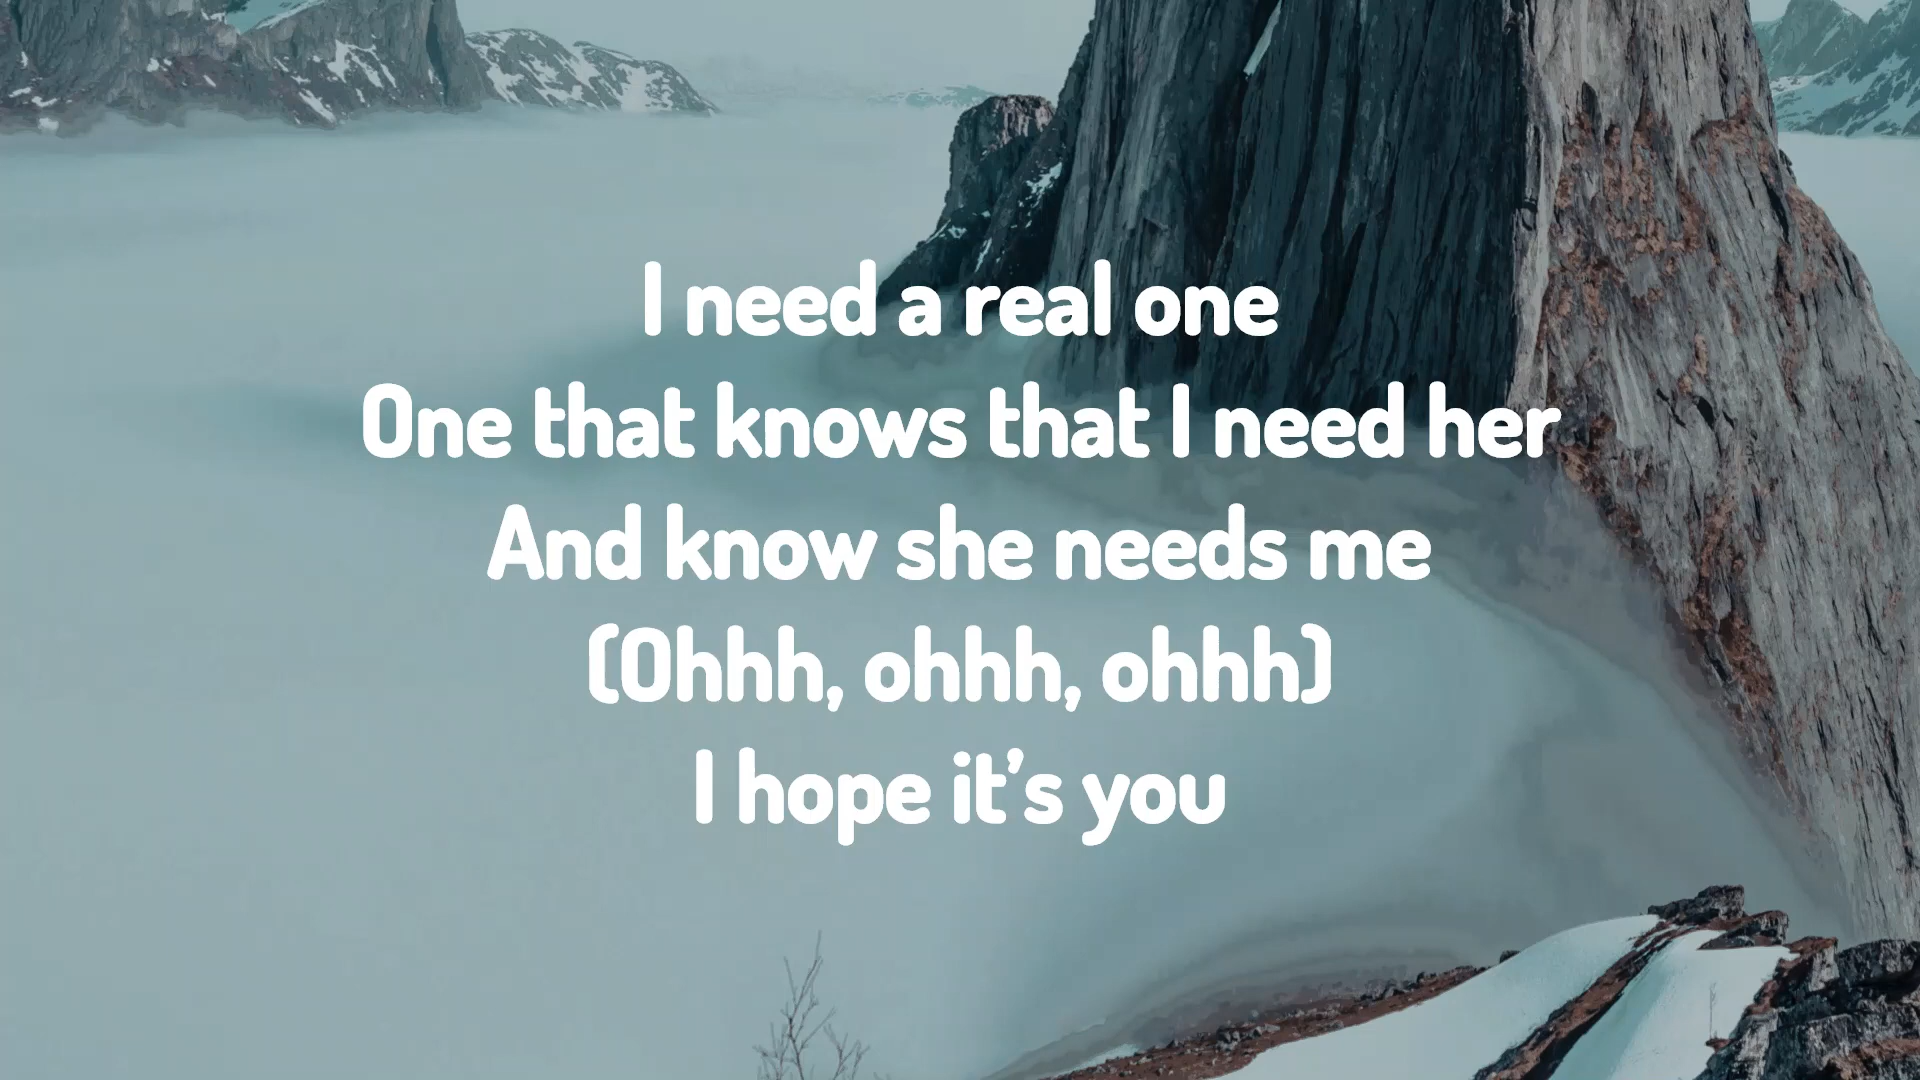 I need a real one
One that knows that I need her
And know she needs me
(Ohhh, ohhh, ohhh)
I hope it’s you